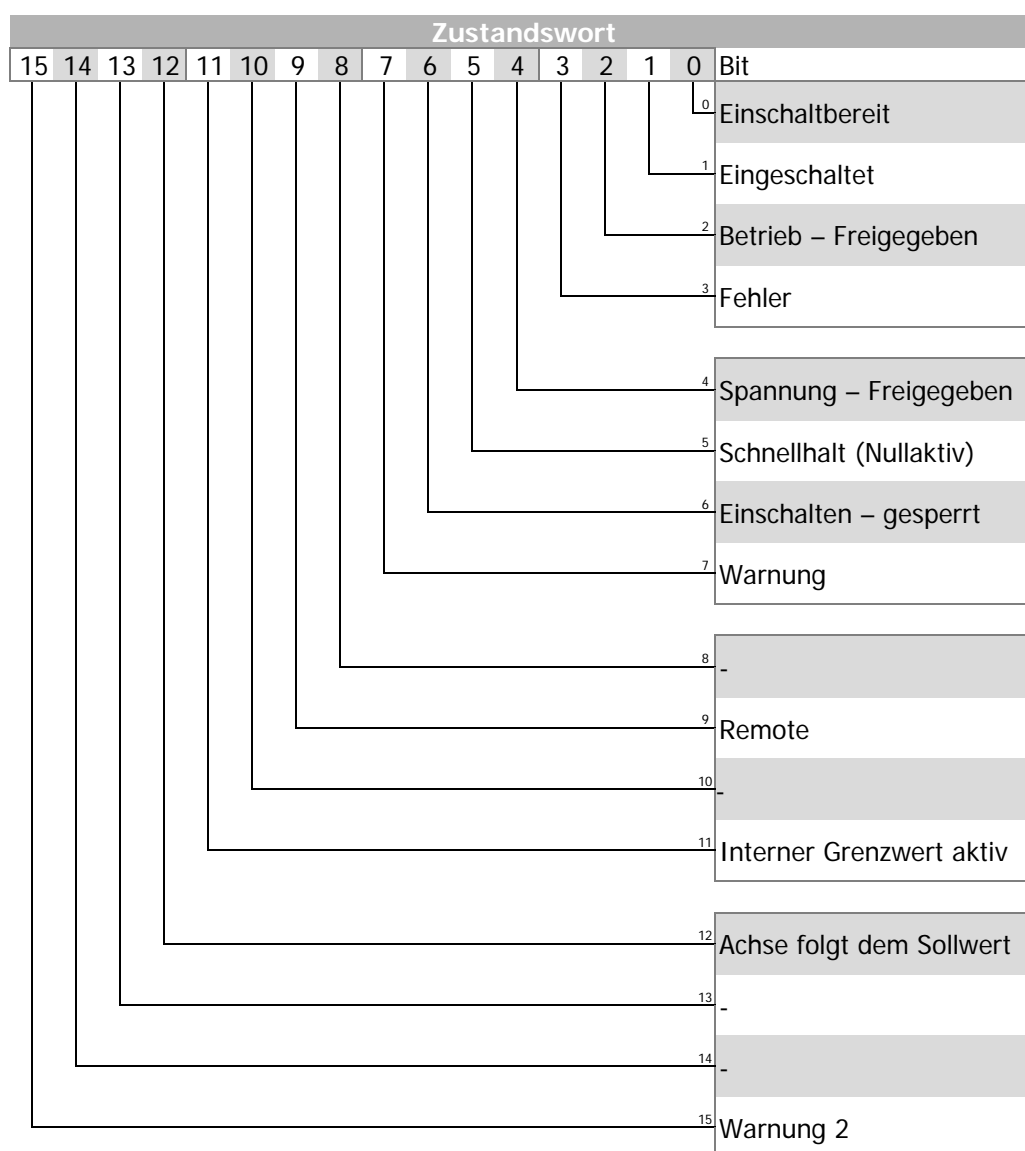 Zustandswort
15 14 13 12 11 10 9 8 7 6 5 4 3 2 1 0 Bit
0 Einschaltbereit
1 Eingeschaltet
2 Betrieb – Freigegeben
3 Fehler
4 Spannung – Freigegeben
5 Schnellhalt (Nullaktiv)
6 Einschalten – gesperrt
7 Warnung
8 -
9 Remote
10 -
11 Interner Grenzwert aktiv
12 Achse folgt dem Sollwert
13 -
14 -
15 Warnung 2